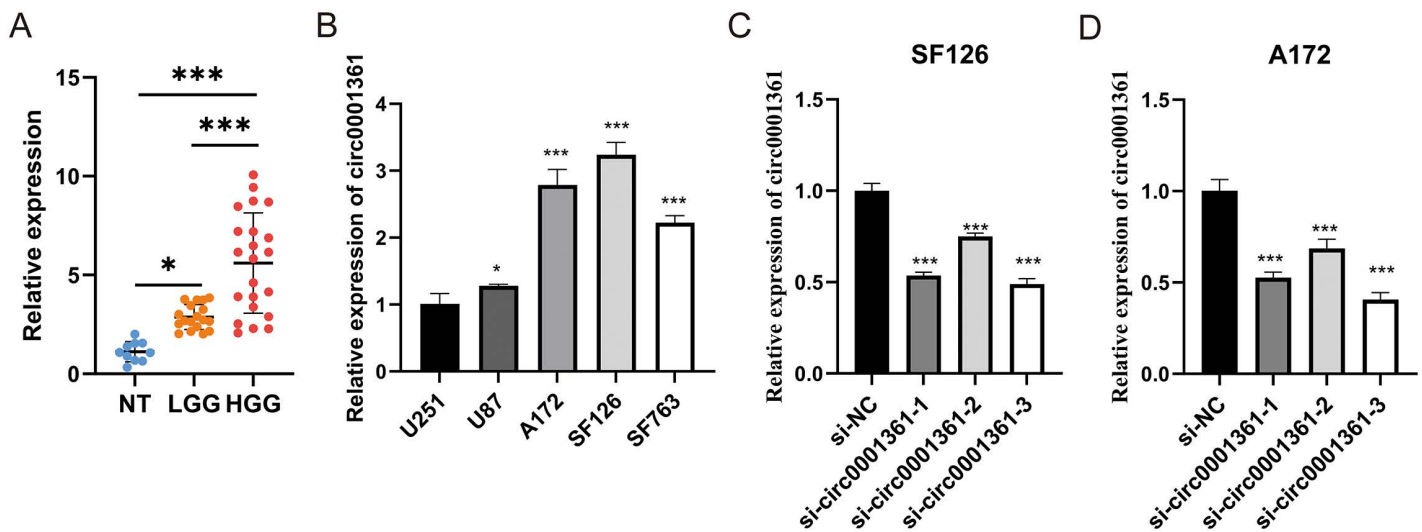 A
Relative expression
15
10
5
0
***
***
*
NT LGG HGG
B
Relative expression of circ0001361
4
3
2
1
0
*
***
***
***
U251
U87
A172
SF126
SF763
C
SF126
Relative expression of circ0001361
1.5
1.0
0.5
0.0
***
***
***
si-NC
si-circ0001361-1
si-circ0001361-2
si-circ0001361-3
D
A172
Relative expression of circ0001361
1.5
1.0
0.5
0.0
***
***
***
si-NC
si-circ0001361-1
si-circ0001361-2
si-circ0001361-3